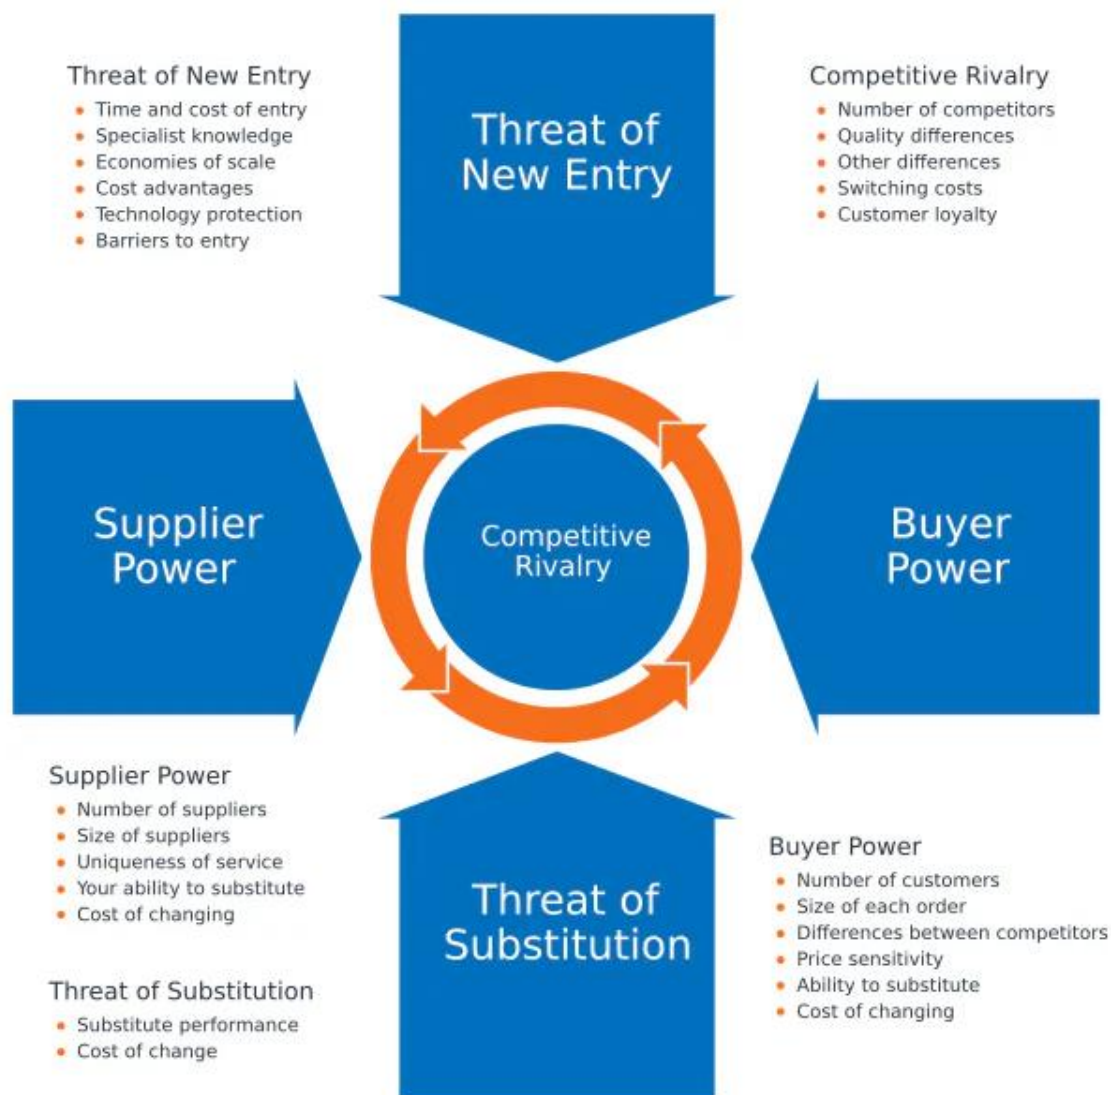 Threat of New Entry
Time and cost of entry
Specialist knowledge
Economies of scale
Cost advantages
Technology protection
Barriers to entry
Threat of
New Entry
Competitive Rivalry
Number of competitors
Quality differences
Other differences
Switching costs
Customer loyalty
Supplier
Power
Competitive
Rivalry
Buyer
Power
Supplier Power
Number of suppliers
Size of suppliers
Uniqueness of service
Your ability to substitute
Cost of changing
Threat of Substitution
Substitute performance
Cost of change
Threat of
Substitution
Buyer Power
Number of customers
Size of each order
Differences between competitors
Price sensitivity
Ability to substitute
Cost of changing